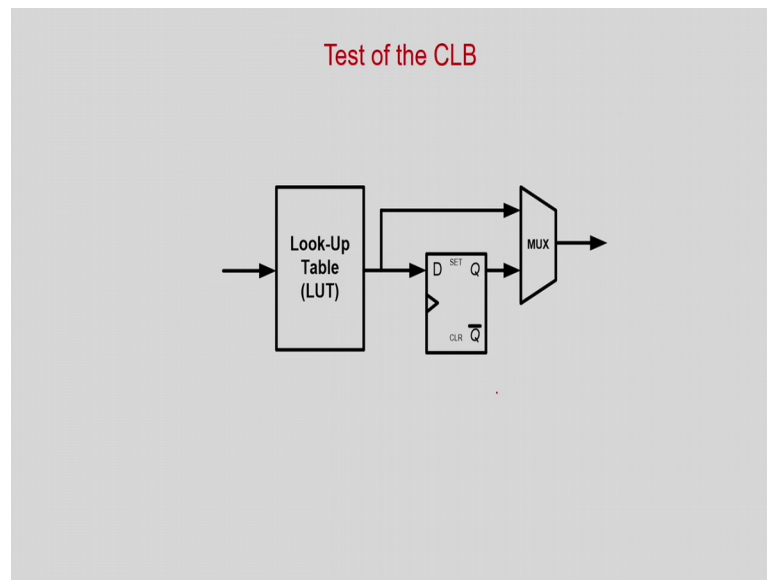 Test of the CLB
Look-Up
Table
(LUT)
MUX
D SET Q
CLR Q̅